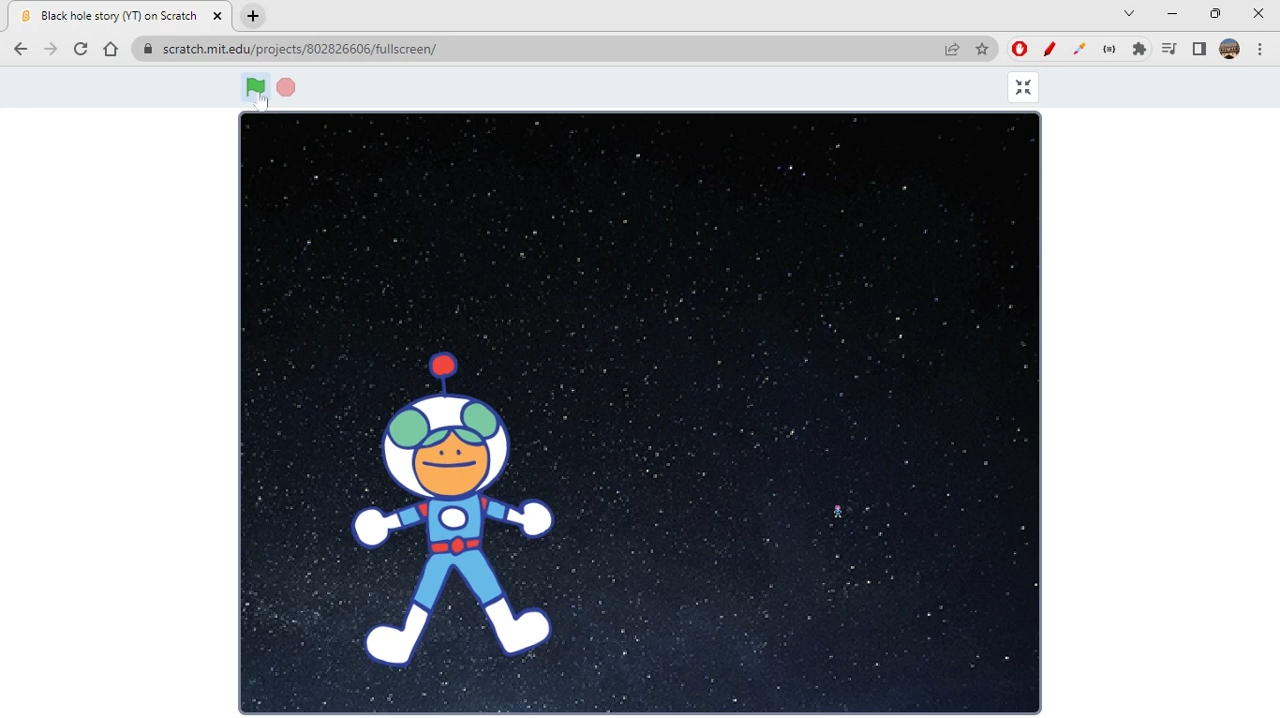 Black hole story (YT) on Scratch
scratch.mit.edu/projects/802826606/fullscreen/